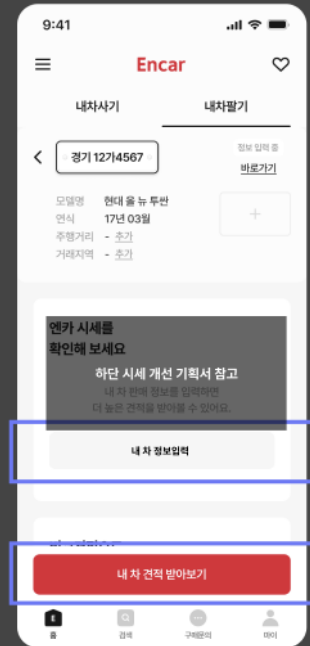 9:41
Encar
내차사기 내차팔기
경기 12가4567
정보 입력 중
바로가기
모델명 현대 올 뉴 투싼
연식 17년 03월
주행거리 - 추가
거래지역 - 추가
엔카 시세를
확인해 보세요
하단 시세 개선 기획서 참고
내 차 판매 정보를 입력하면
더 높은 견적을 받아볼 수 있어요.
내 차 정보입력
내 차 견적 받아보기
E
홈 검색 구매문의 마이